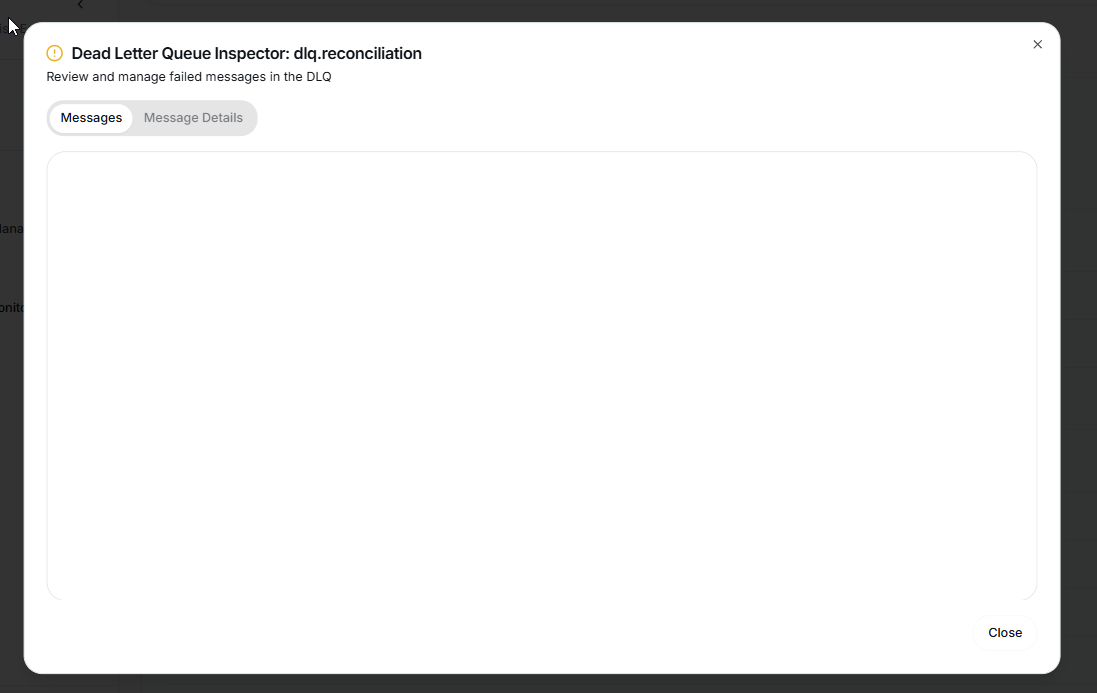 Dead Letter Queue Inspector: dlq.reconciliation
Review and manage failed messages in the DLQ
Messages Message Details
Close